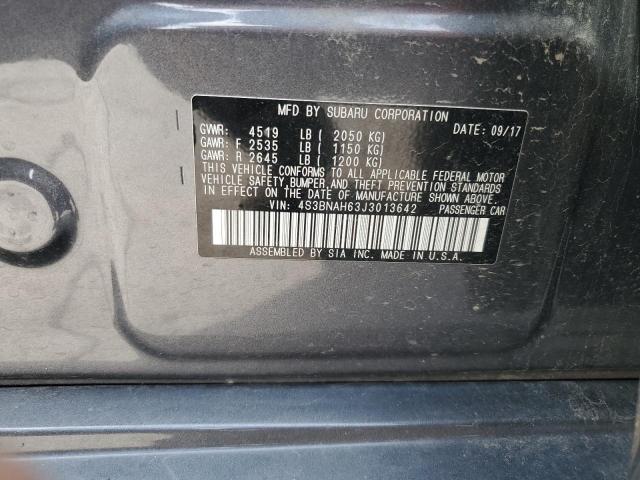 MFD BY SUBARU CORPORATION
GVWR: 4519 LB ( 2050 KG) DATE: 09/17
GAWR: F 2535 LB ( 1150 KG)
GAWR: R 2645 LB ( 1200 KG)
THIS VEHICLE CONFORMS TO ALL APPLICABLE FEDERAL MOTOR
VEHICLE SAFETY, BUMPER, AND THEFT PREVENTION STANDARDS
IN EFFECT ON THE DATE OF MANUFACTURE SHOWN ABOVE.
VIN: 4S3BNAH63J3013642 PASSENGER CAR
ASSEMBLED BY SIA INC. MADE IN U.S.A.